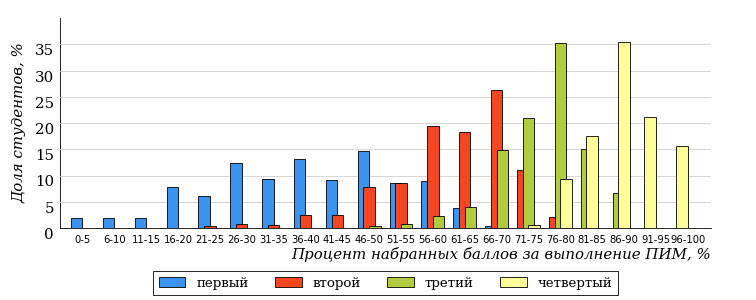 Доля студентов, %
35
30
25
20
15
10
5
0
0-5 6-10 11-15 16-20 21-25 26-30 31-35 36-40 41-45 46-50 51-55 56-60 61-65 66-70 71-75 76-80 81-85 86-90 91-95 96-100
Процент набранных баллов за выполнение ПИМ, %
первый второй третий четвертый